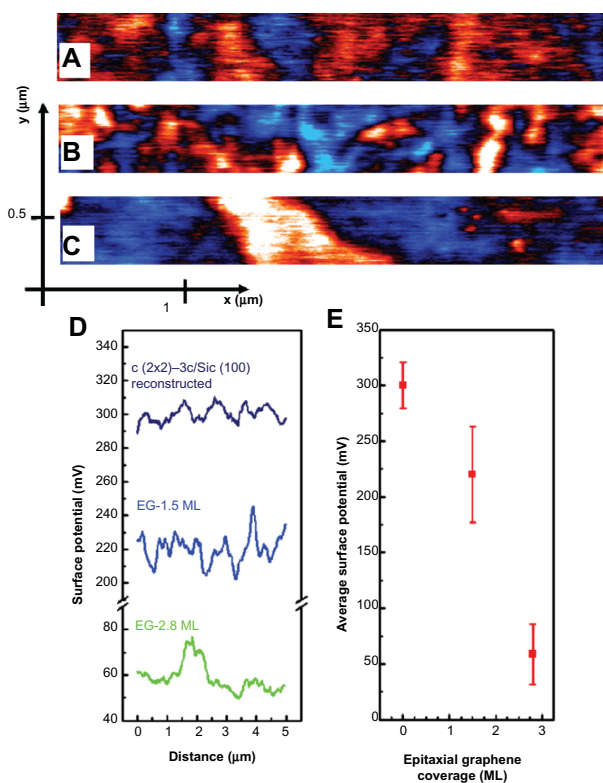 A
B
C
y (µm)
0.5
1
x (µm)
D
c (2x2)–3c/Sic (100)
reconstructed
EG-1.5 ML
EG-2.8 ML
Surface potential (mV)
340
320
300
280
260
240
220
200
80
60
40
0 1 2 3 4 5
Distance (µm)
E
Average surface potential (mV)
350
300
250
200
150
100
50
0
0 1 2 3
Epitaxial graphene
coverage (ML)